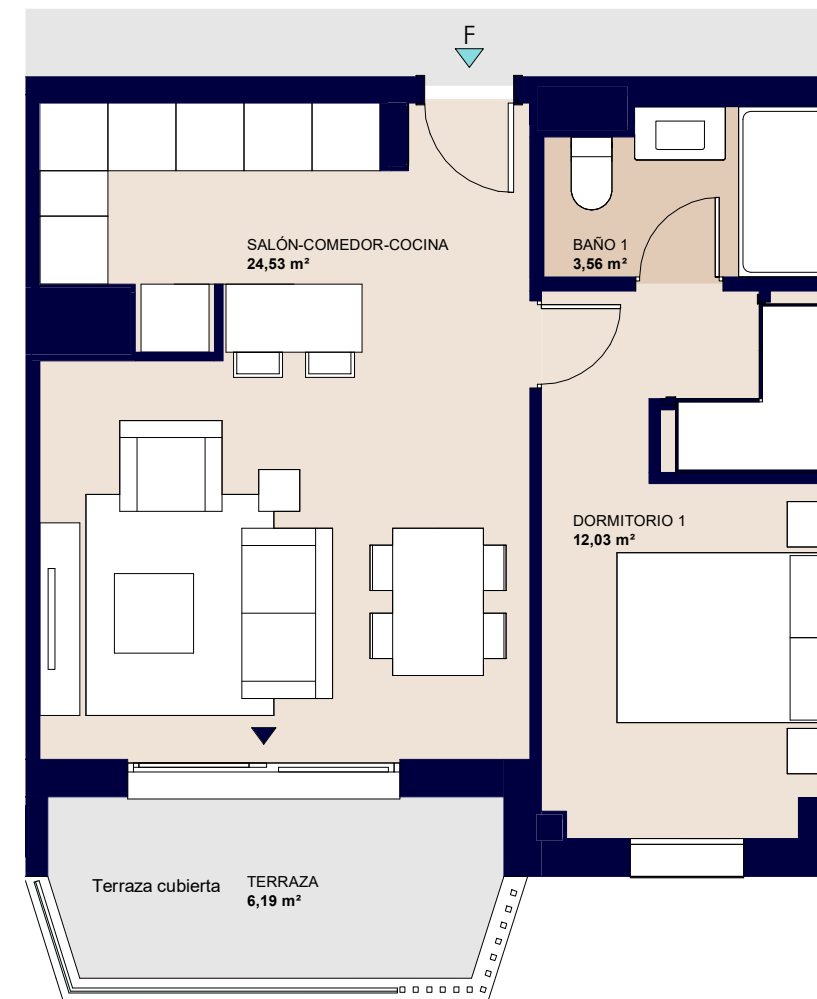 F
SALÓN-COMEDOR-COCINA
24,53 m²
BAÑO 1
3,56 m²
DORMITORIO 1
12,03 m²
Terraza cubierta
TERRAZA
6,19 m²